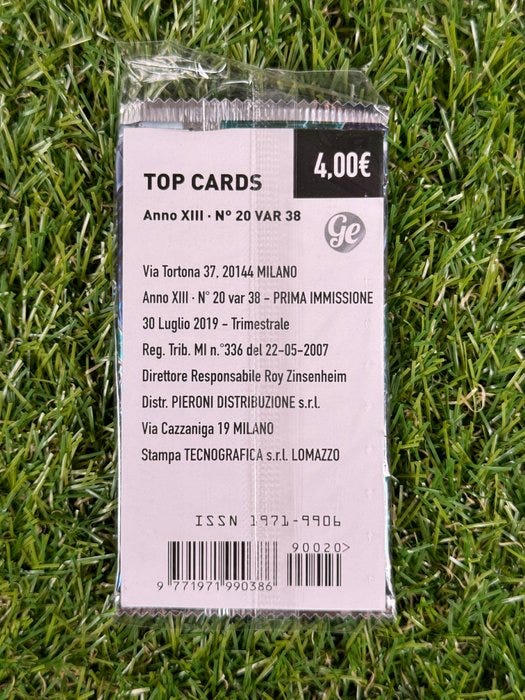 4,00€
TOP CARDS
Anno XIII · N° 20 VAR 38
Ge
Via Tortona 37, 20144 MILANO
Anno XIII · N° 20 var 38 - PRIMA IMMISSIONE
30 Luglio 2019 - Trimestrale
Reg. Trib. MI n.°336 del 22-05-2007
Direttore Responsabile Roy Zinsenheim
Distr. PIERONI DISTRIBUZIONE s.r.l.
Via Cazzaniga 19 MILANO
Stampa TECNOGRAFICA s.r.l. LOMAZZO
ISSN 1971-9906
90020>
9 771971 990386